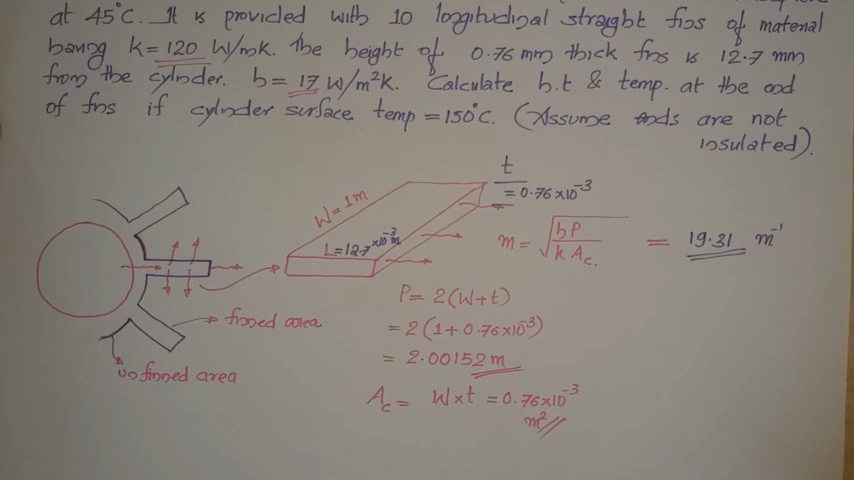 at 45°C. It is provided with 10 longitudinal straight fins of material
having k = 120 W/mk. The height of 0.76 mm thick fins is 12.7 mm
from the cylinder. h = 17 W/m²K. Calculate h.t & temp. at the end
of fins if cylinder surface temp = 150°C. (Assume ends are not
insulated).
t
= 0.76×10⁻³
W = 1m
L = 12.7×10⁻³ m
m = √(hP / kAc) = 19.31 m⁻¹
P = 2(W+t)
= 2(1 + 0.76×10⁻³)
= 2.00152 m
finned area
unfinned area
Ac = W×t = 0.76×10⁻³
m²